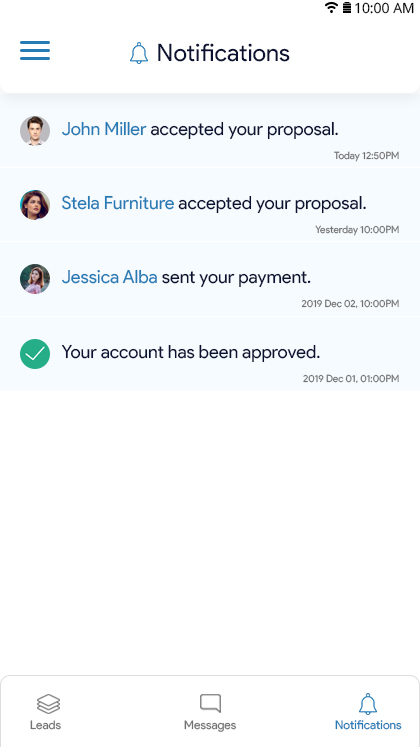 10:00 AM
Notifications
John Miller accepted your proposal.
Today 12:50PM
Stela Furniture accepted your proposal.
Yesterday 10:00PM
Jessica Alba sent your payment.
2019 Dec 02, 10:00PM
Your account has been approved.
2019 Dec 01, 01:00PM
Leads
Messages
Notifications